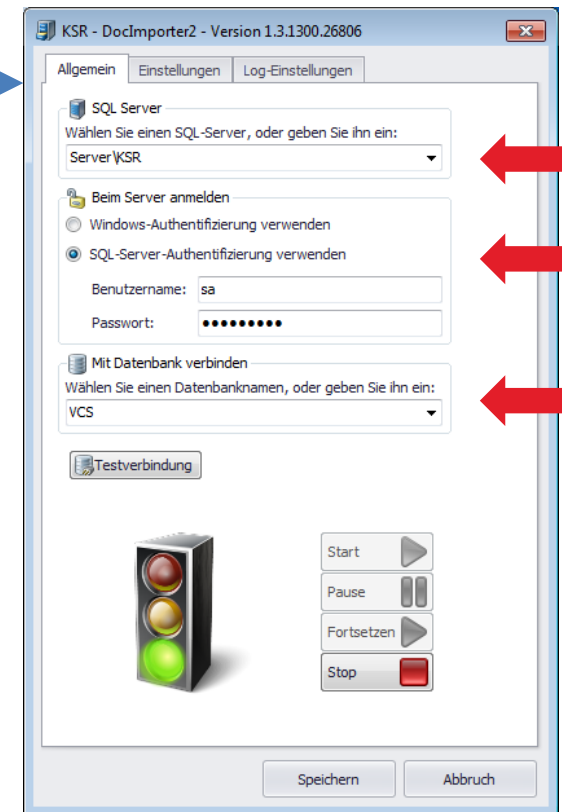 KSR - DocImporter2 - Version 1.3.1300.26806
Allgemein Einstellungen Log-Einstellungen
SQL Server
Wählen Sie einen SQL-Server, oder geben Sie ihn ein:
Server\KSR
Beim Server anmelden
Windows-Authentifizierung verwenden
SQL-Server-Authentifizierung verwenden
Benutzername: sa
Passwort: •••••••••
Mit Datenbank verbinden
Wählen Sie einen Datenbanknamen, oder geben Sie ihn ein:
VCS
Testverbindung
Start
Pause
Fortsetzen
Stop
Speichern Abbruch